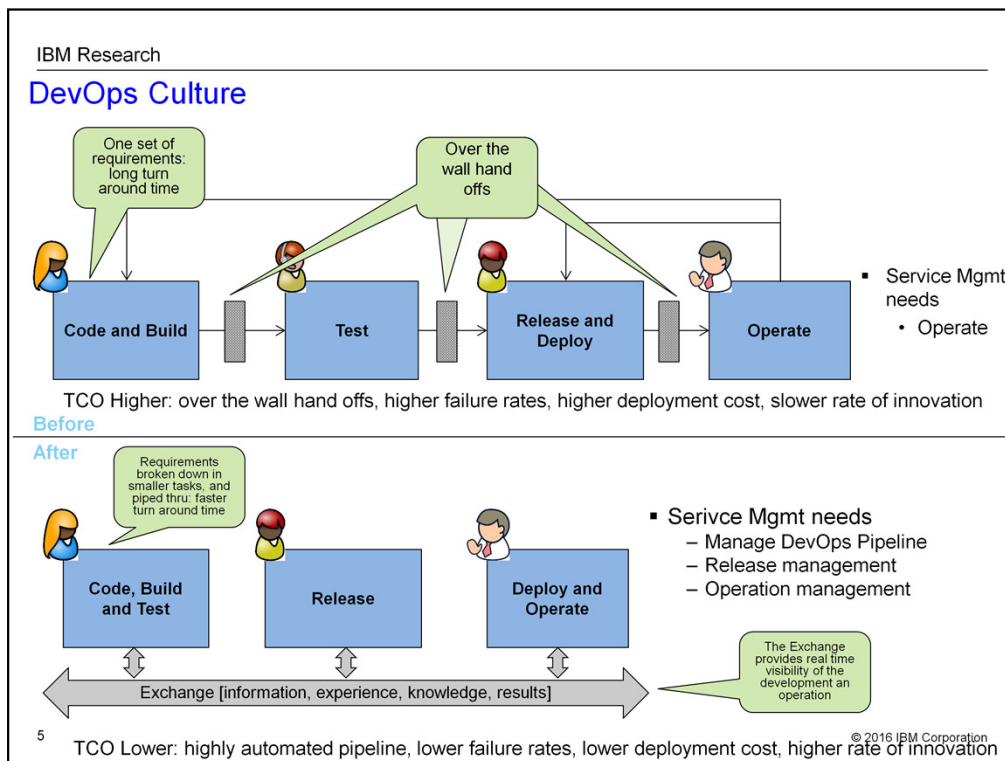 IBM Research
DevOps Culture
One set of
requirements:
long turn
around time
Over the
wall hand
offs
Code and Build
Test
Release and
Deploy
Operate
▪ Service Mgmt
needs
• Operate
TCO Higher: over the wall hand offs, higher failure rates, higher deployment cost, slower rate of innovation
Before
After
Requirements
broken down in
smaller tasks, and
piped thru: faster
turn around time
Code, Build
and Test
Release
Deploy and
Operate
▪ Serivce Mgmt needs
– Manage DevOps Pipeline
– Release management
– Operation management
Exchange [information, experience, knowledge, results]
The Exchange
provides real time
visibility of the
development an
operation
5
© 2016 IBM Corporation
TCO Lower: highly automated pipeline, lower failure rates, lower deployment cost, higher rate of innovation